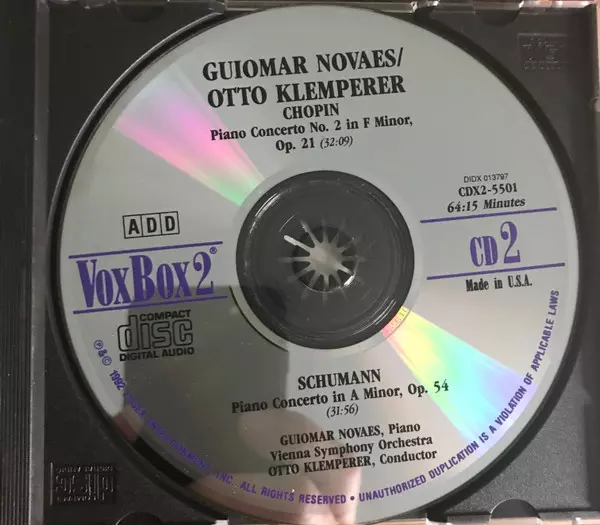 GUIOMAR NOVAES/
OTTO KLEMPERER
CHOPIN
Piano Concerto No. 2 in F Minor,
Op. 21 (32:09)
DIDX 013797
CDX2-5501
64:15 Minutes
ADD
VOXBOX2®
CD2
Made in U.S.A.
COMPACT
disc
DIGITAL AUDIO
SCHUMANN
Piano Concerto in A Minor, Op. 54
(31:56)
GUIOMAR NOVAES, Piano
Vienna Symphony Orchestra
OTTO KLEMPERER, Conductor
℗ & © 1992 INC. ALL RIGHTS RESERVED • UNAUTHORIZED DUPLICATION IS A VIOLATION OF APPLICABLE LAWS